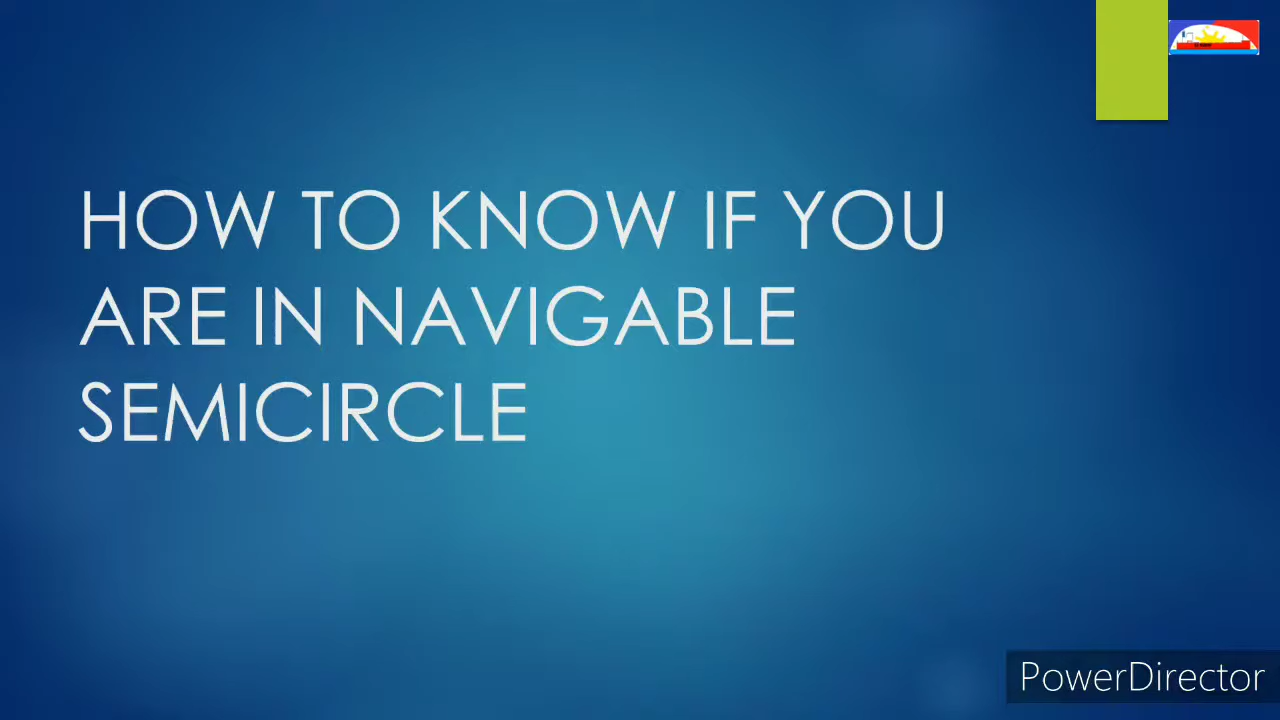 HOW TO KNOW IF YOU
ARE IN NAVIGABLE
SEMICIRCLE
PowerDirector